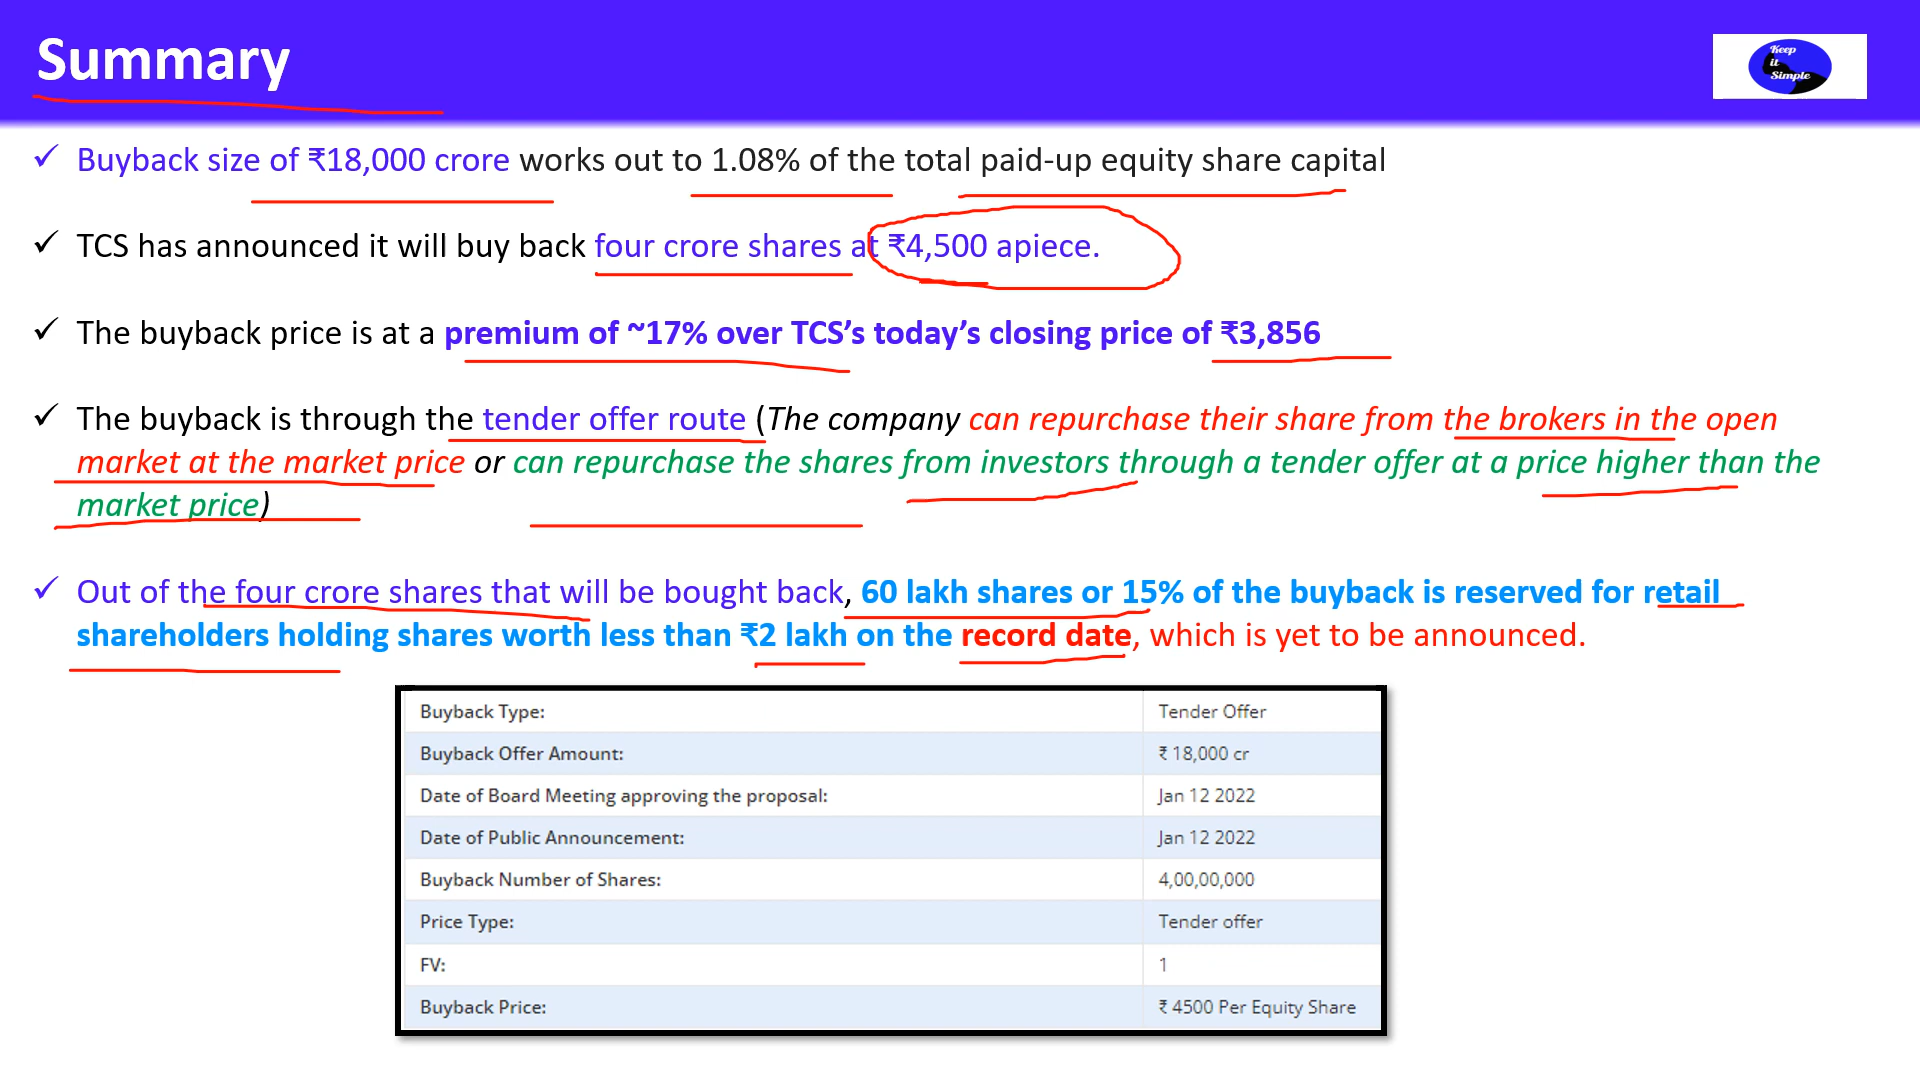 Summary
Keep
it
Simple
✓ Buyback size of ₹18,000 crore works out to 1.08% of the total paid-up equity share capital
✓ TCS has announced it will buy back four crore shares at ₹4,500 apiece.
✓ The buyback price is at a premium of ~17% over TCS’s today’s closing price of ₹3,856
✓ The buyback is through the tender offer route (The company can repurchase their share from the brokers in the open
market at the market price or can repurchase the shares from investors through a tender offer at a price higher than the
market price)
✓ Out of the four crore shares that will be bought back, 60 lakh shares or 15% of the buyback is reserved for retail
shareholders holding shares worth less than ₹2 lakh on the record date, which is yet to be announced.
Buyback Type: Tender Offer
Buyback Offer Amount: ₹ 18,000 cr
Date of Board Meeting approving the proposal: Jan 12 2022
Date of Public Announcement: Jan 12 2022
Buyback Number of Shares: 4,00,00,000
Price Type: Tender offer
FV: 1
Buyback Price: ₹ 4500 Per Equity Share